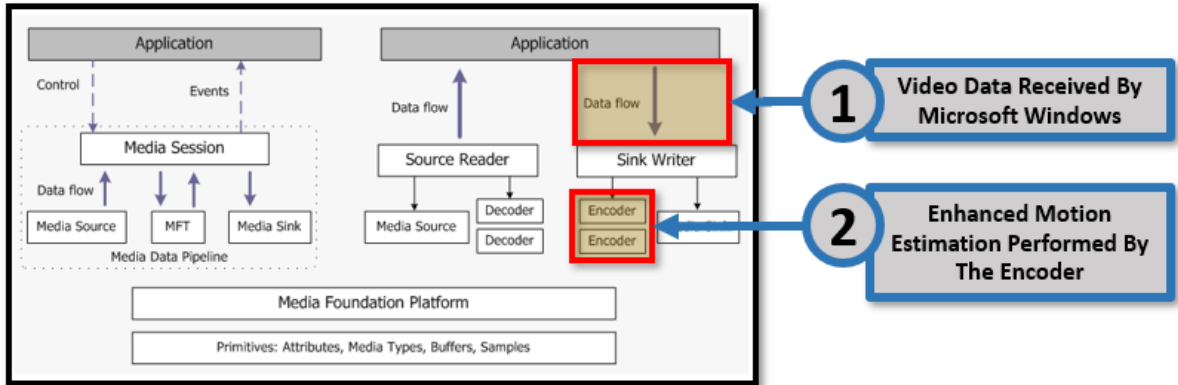 Application
Control
Events
Media Session
Data flow
Media Source
MFT
Media Sink
Media Data Pipeline
Application
Data flow
Data flow
Source Reader
Sink Writer
Media Source
Decoder
Decoder
Encoder
Encoder
Media Foundation Platform
Primitives: Attributes, Media Types, Buffers, Samples
1
Video Data Received By
Microsoft Windows
2
Enhanced Motion
Estimation Performed By
The Encoder